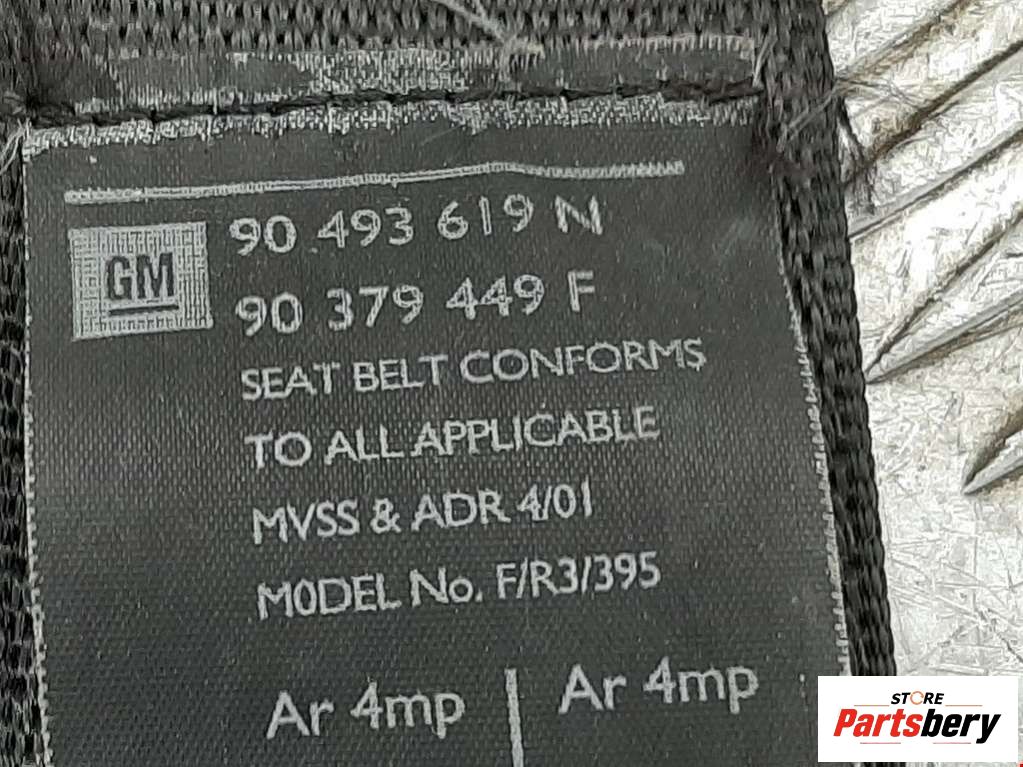 GM
90 493 619 N
90 379 449 F
SEAT BELT CONFORMS
TO ALL APPLICABLE
MVSS & ADR 4/01
MODEL No. F/R3/395
Ar 4mp | Ar 4mp
STORE
Partsbery